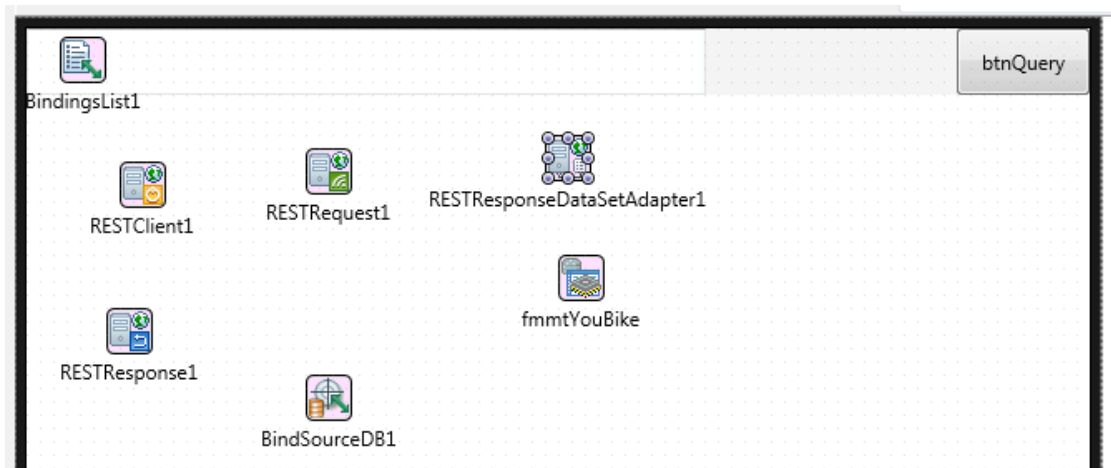 btnQuery
BindingsList1
RESTResponseDataSetAdapter1
RESTRequest1
RESTClient1
fmmtYouBike
RESTResponse1
BindSourceDB1